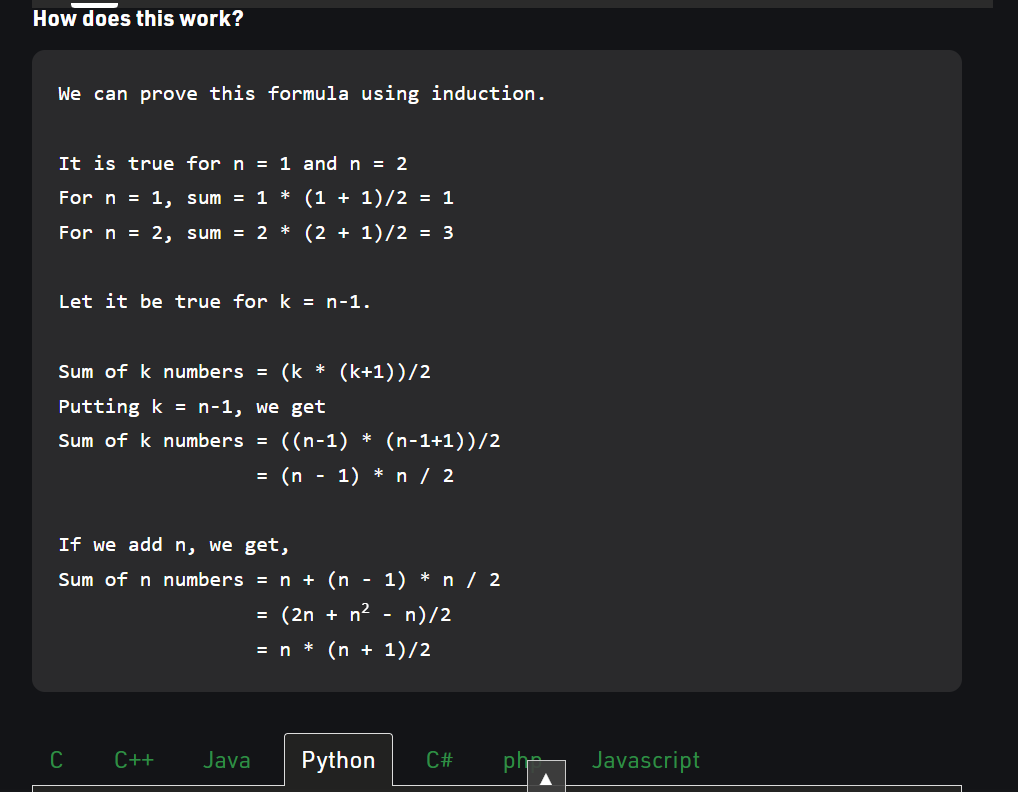 How does this work?
We can prove this formula using induction.
It is true for n = 1 and n = 2
For n = 1, sum = 1 * (1 + 1)/2 = 1
For n = 2, sum = 2 * (2 + 1)/2 = 3
Let it be true for k = n-1.
Sum of k numbers = (k * (k+1))/2
Putting k = n-1, we get
Sum of k numbers = ((n-1) * (n-1+1))/2
= (n - 1) * n / 2
If we add n, we get,
Sum of n numbers = n + (n - 1) * n / 2
= (2n + n² - n)/2
= n * (n + 1)/2
C C++ Java Python C# php Javascript